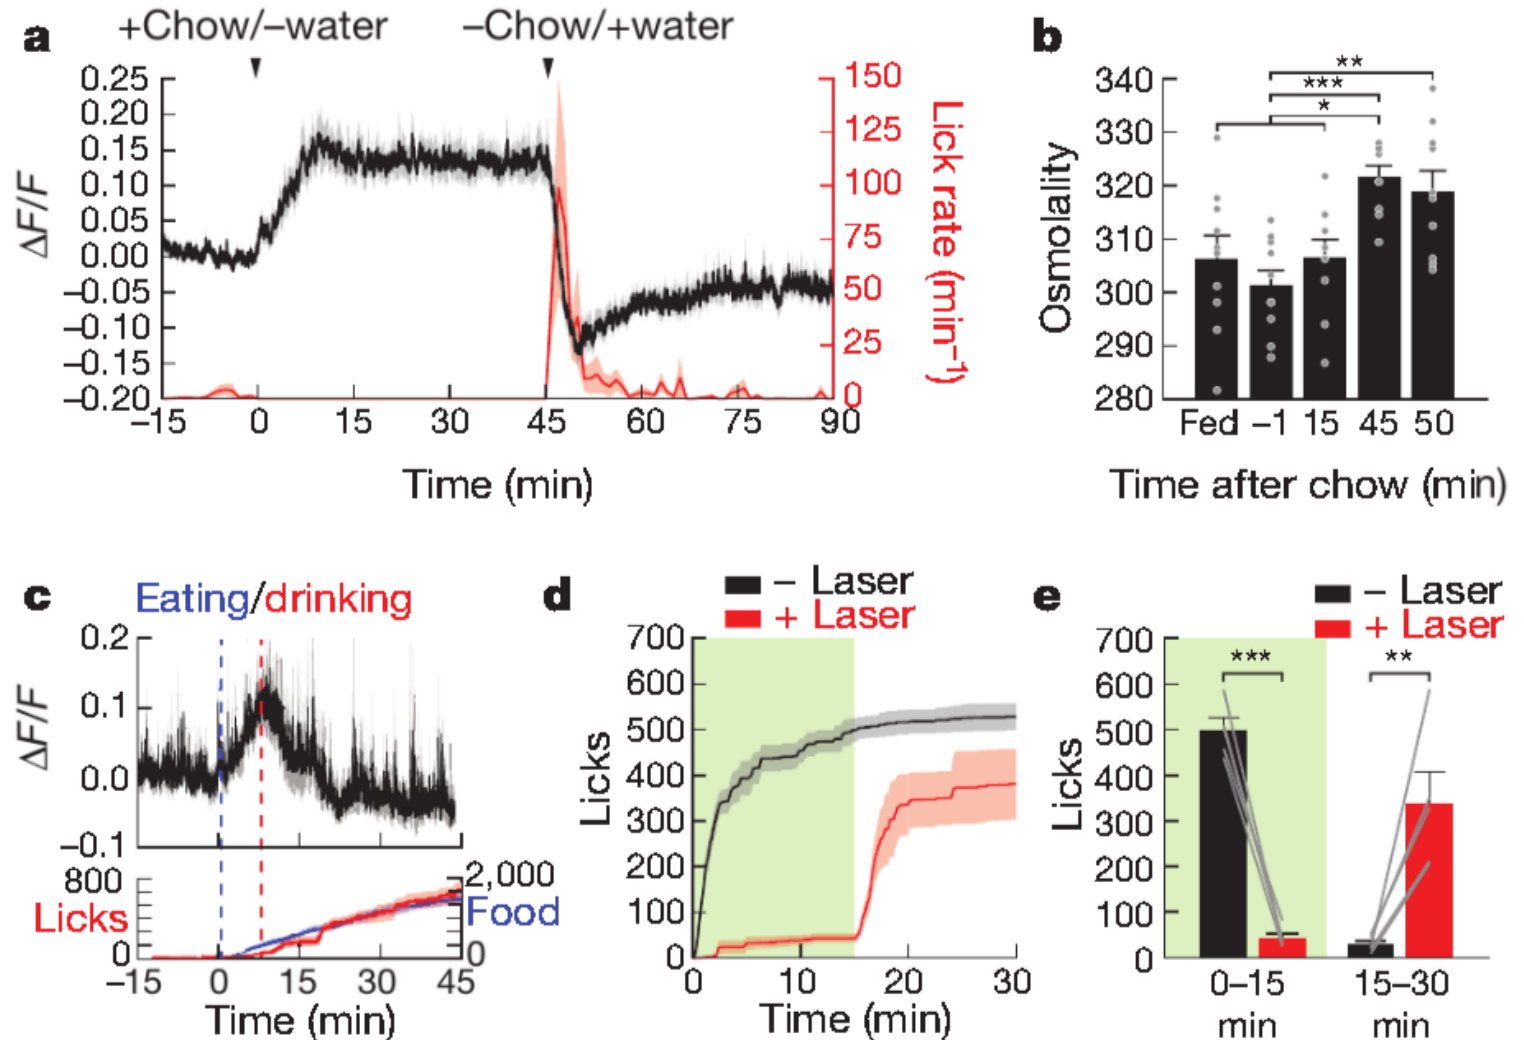 a
+Chow/–water –Chow/+water
0.25
0.20
0.15
0.10
0.05
0.00
–0.05
–0.10
–0.15
–0.20
ΔF/F
150
125
100
75
50
25
0
Lick rate (min⁻¹)
–15 0 15 30 45 60 75 90
Time (min)
b
340
330
320
310
300
290
280
Osmolality
**
***
*
Fed –1 15 45 50
Time after chow (min)
c
Eating/drinking
0.2
0.1
0.0
–0.1
ΔF/F
800
Licks
0
2,000
Food
0
–15 0 15 30 45
Time (min)
d
– Laser
+ Laser
700
600
500
400
300
200
100
0
Licks
0 10 20 30
Time (min)
e
– Laser
+ Laser
700
600
500
400
300
200
100
0
Licks
*** **
0–15 15–30
min min